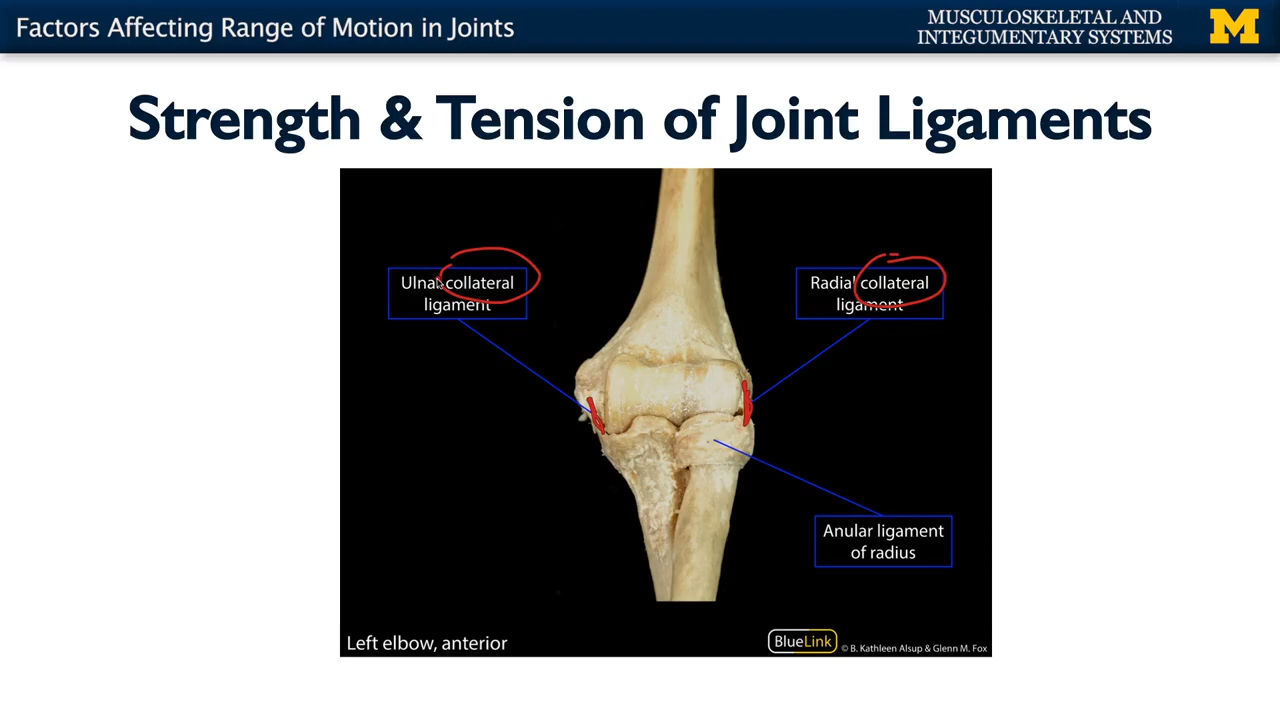 Factors Affecting Range of Motion in Joints
MUSCULOSKELETAL AND
INTEGUMENTARY SYSTEMS
M
Strength & Tension of Joint Ligaments
Ulnar collateral
ligament
Radial collateral
ligament
Anular ligament
of radius
Left elbow, anterior
BlueLink
© B. Kathleen Alsup & Glenn M. Fox